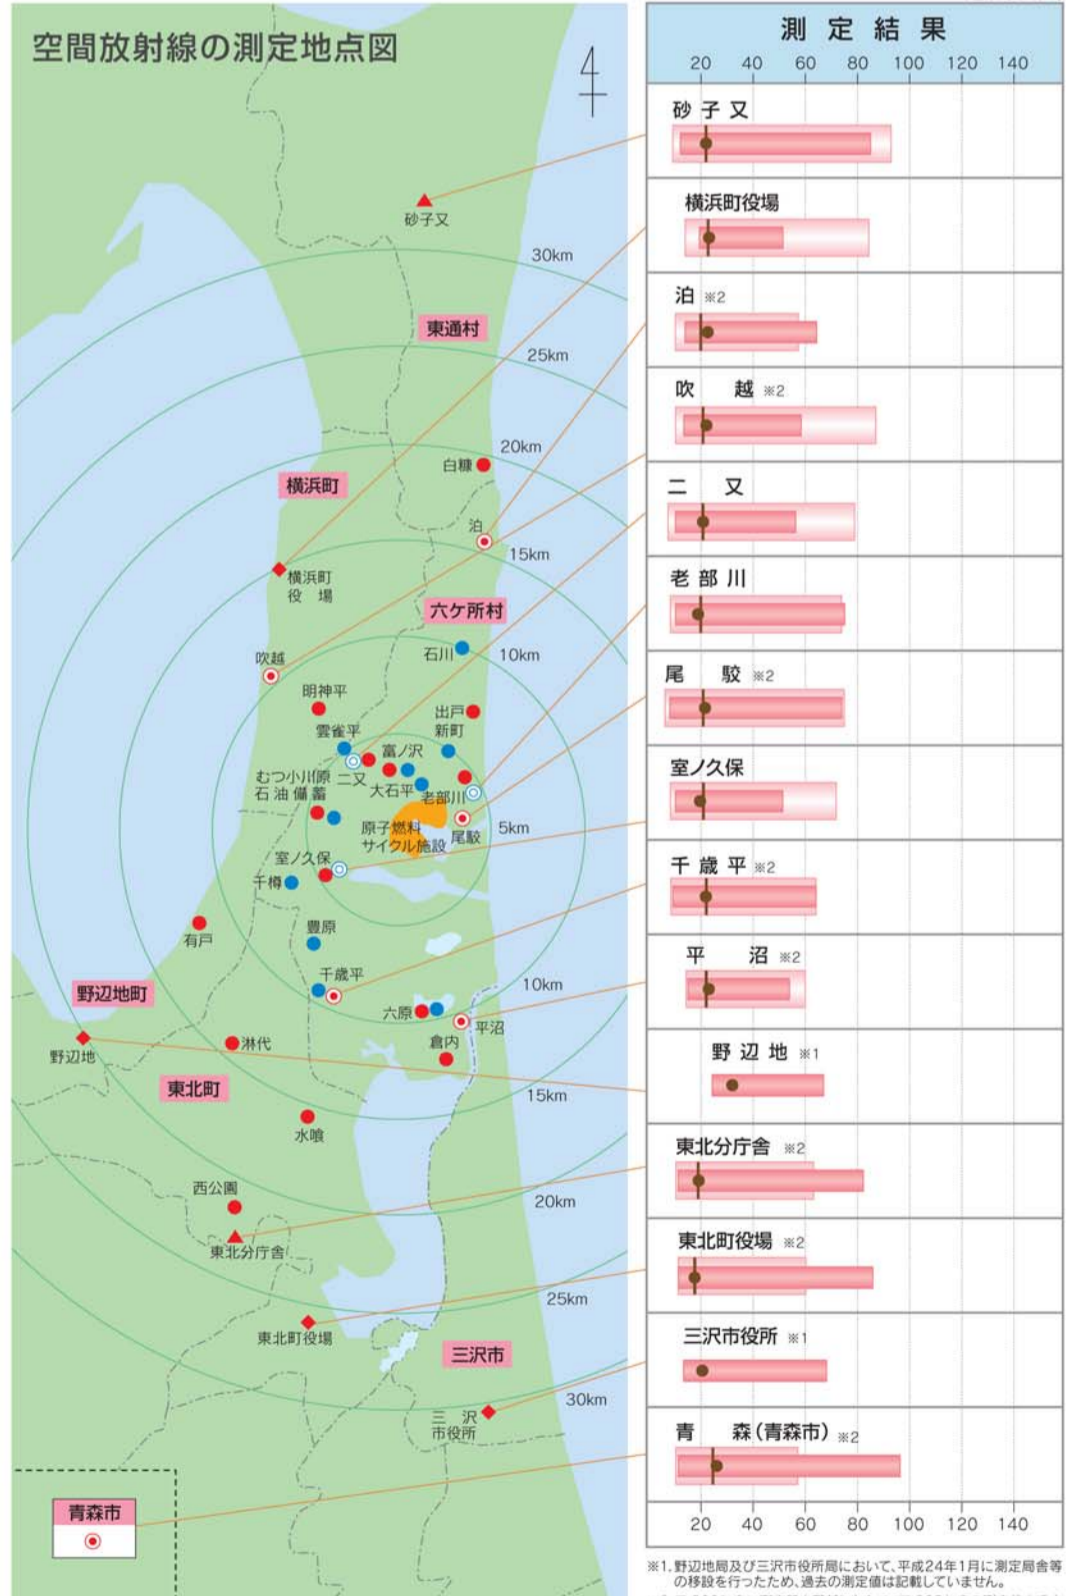 空間放射線の測定地点図
砂子又
30km
東通村
25km
20km
白糠
横浜町
泊
15km
横浜町
役 場
六ケ所村
石川
10km
吹越
明神平
出戸
新町
雲雀平
富ノ沢
二又
むつ小川原
石油備蓄
大石平
老部川
原子燃料
サイクル施設
尾駮
5km
室ノ久保
千樽
有戸
豊原
千歳平
野辺地町
10km
六原
平沼
野辺地
淋代
倉内
東北町
15km
水喰
西公園
20km
東北分庁舎
25km
東北町役場
三沢市
30km
三 沢
市役所
青森市
測 定 結 果
20 40 60 80 100 120 140
砂 子 又
横浜町役場
泊 ※2
吹 越 ※2
二 又
老 部 川
尾 駮 ※2
室ノ久保
千 歳 平 ※2
平 沼 ※2
野 辺 地 ※1
東北分庁舎 ※2
東北町役場 ※2
三沢市役所 ※1
青 森(青森市) ※2
20 40 60 80 100 120 140
※1.野辺地局及び三沢市役所局において、平成24年1月に測定局舎等
の移設を行ったため、過去の測定値は記載していません。